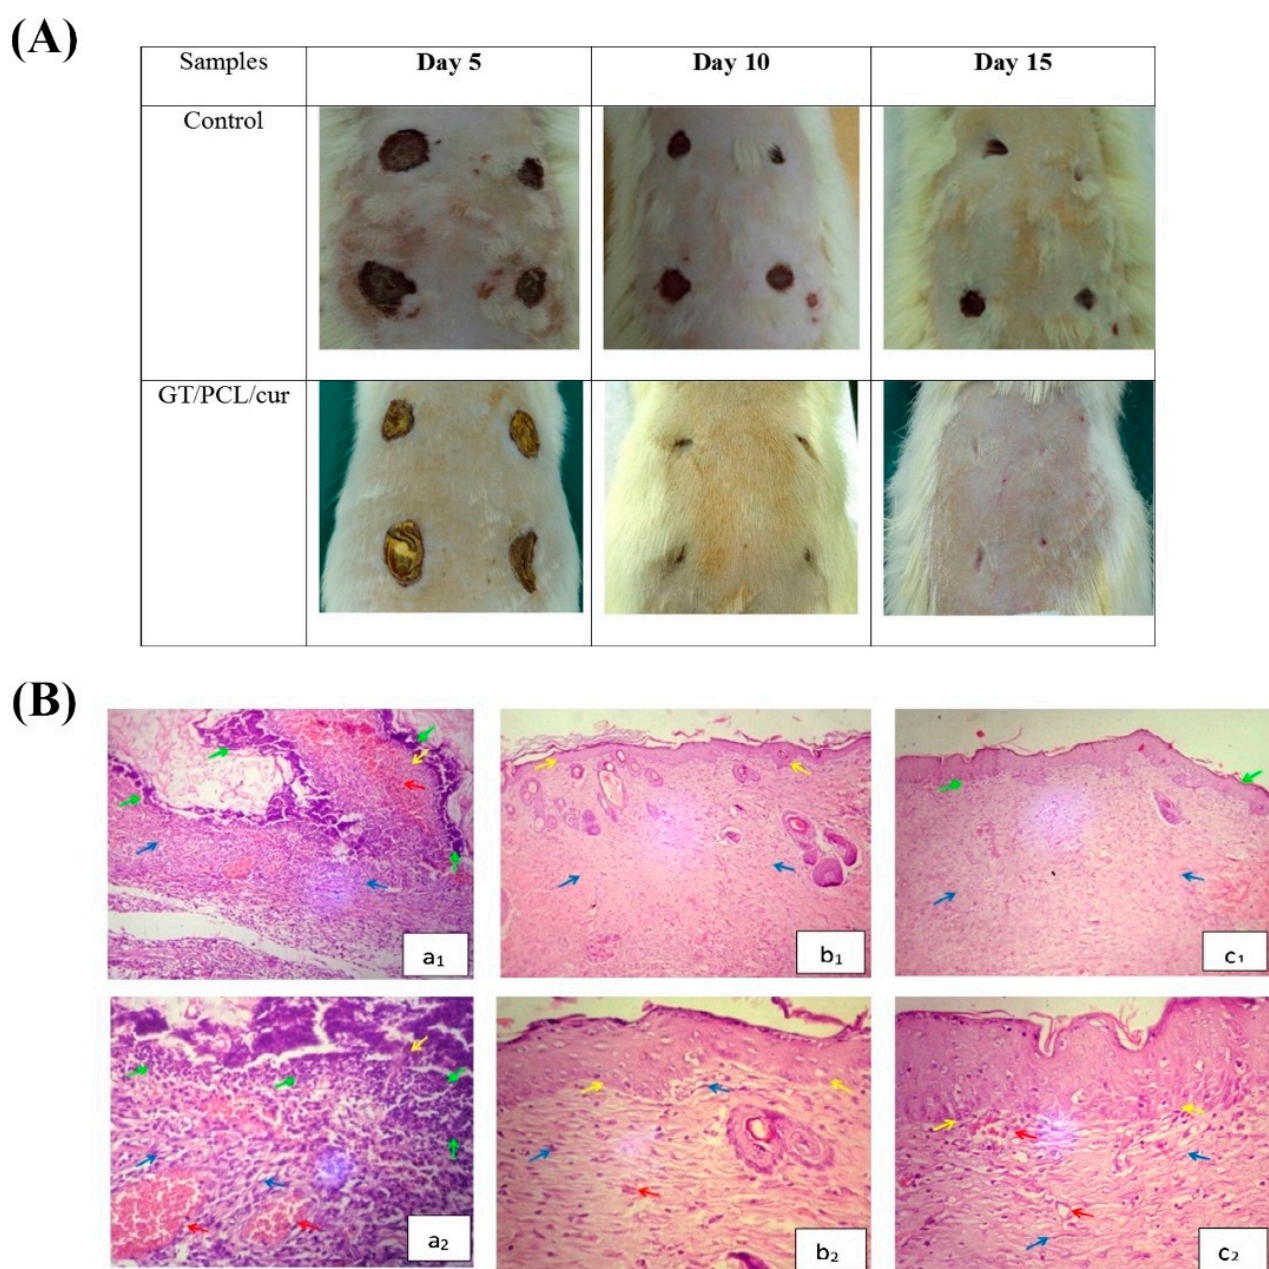 (A)
Samples Day 5 Day 10 Day 15
Control
GT/PCL/cur
(B)
a₁ b₁ c₁
a₂ b₂ c₂